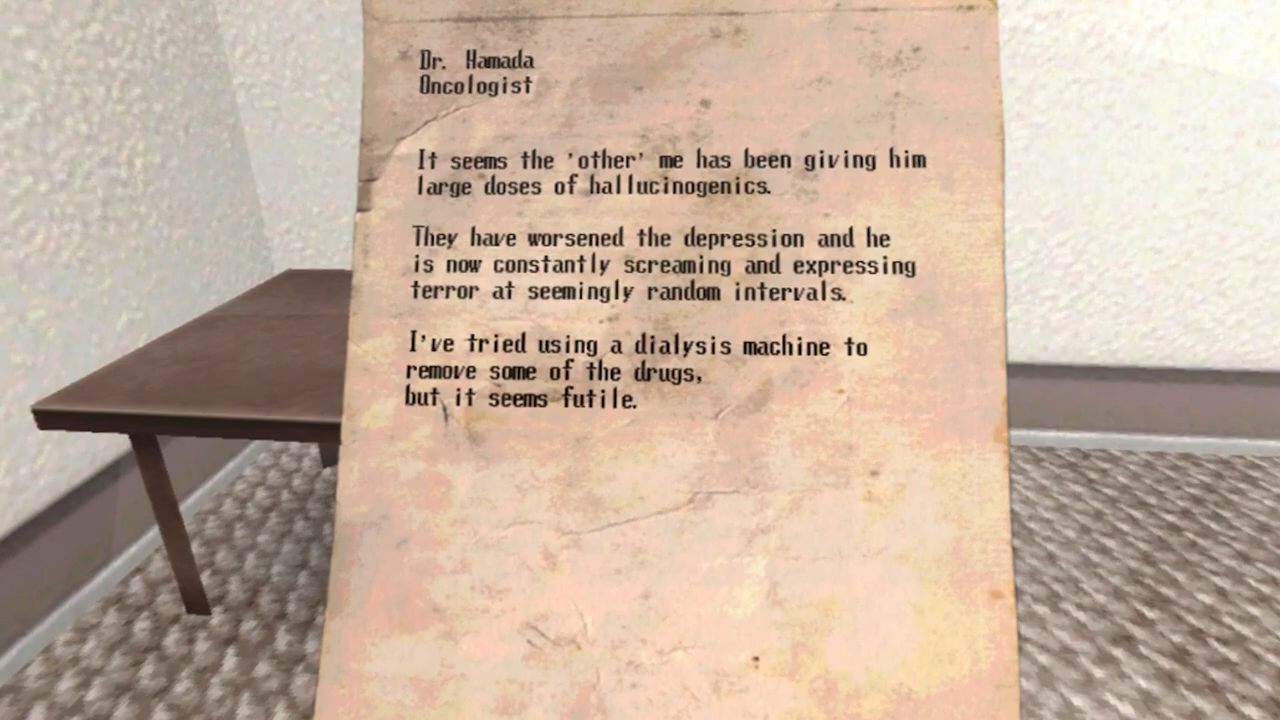 Dr. Hamada
Oncologist
It seems the 'other' me has been giving him
large doses of hallucinogenics.
They have worsened the depression and he
is now constantly screaming and expressing
terror at seemingly random intervals.
I've tried using a dialysis machine to
remove some of the drugs,
but it seems futile.